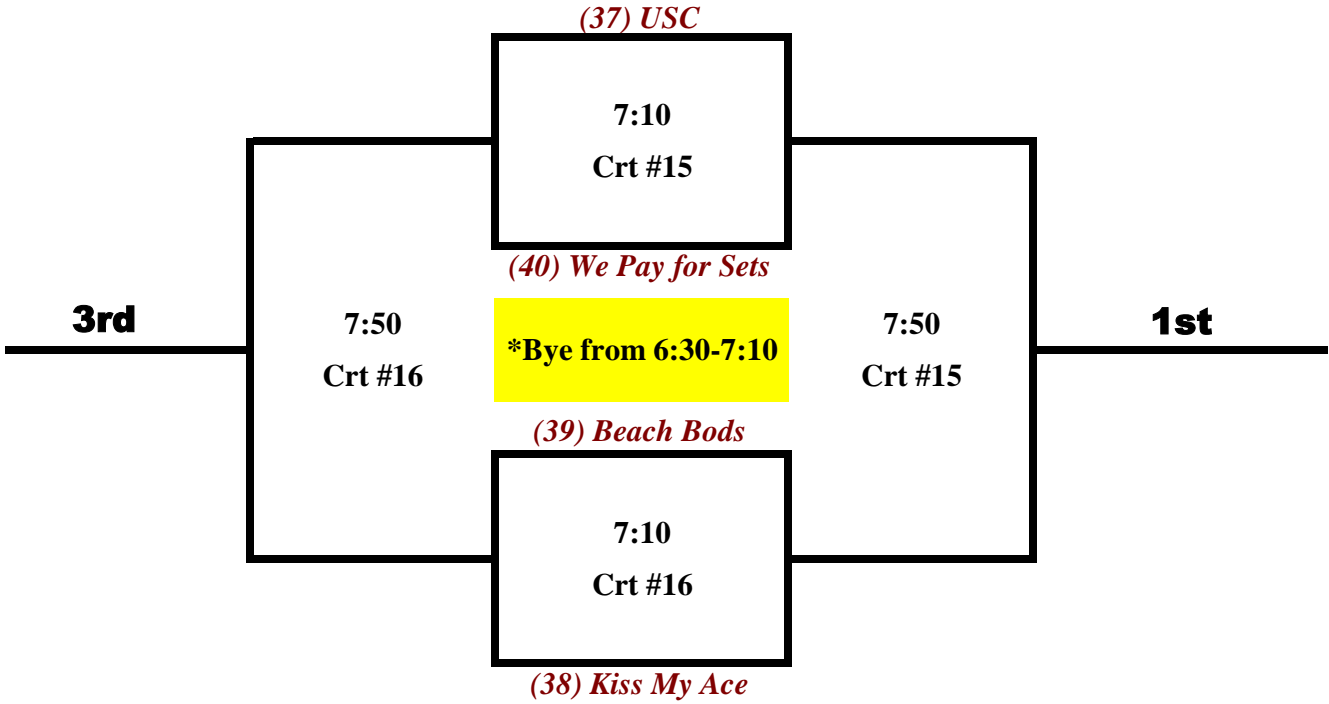 (37) USC
7:10
Crt #15
(40) We Pay for Sets
3rd
7:50
Crt #16
*Bye from 6:30-7:10
7:50
Crt #15
1st
(39) Beach Bods
7:10
Crt #16
(38) Kiss My Ace